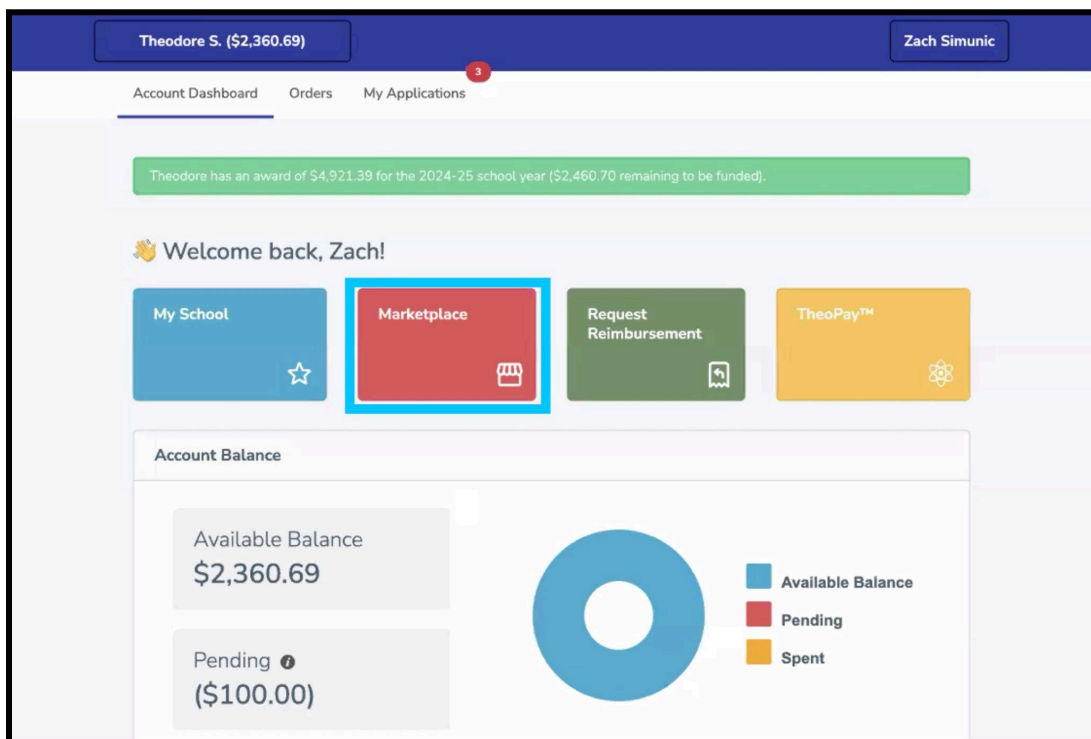 Theodore S. ($2,360.69)
Zach Simunic
3
Account Dashboard
Orders
My Applications
Theodore has an award of $4,921.39 for the 2024-25 school year ($2,460.70 remaining to be funded).
👋 Welcome back, Zach!
My School
Marketplace
Request
Reimbursement
TheoPay™
Account Balance
Available Balance
$2,360.69
Pending
($100.00)
Available Balance
Pending
Spent